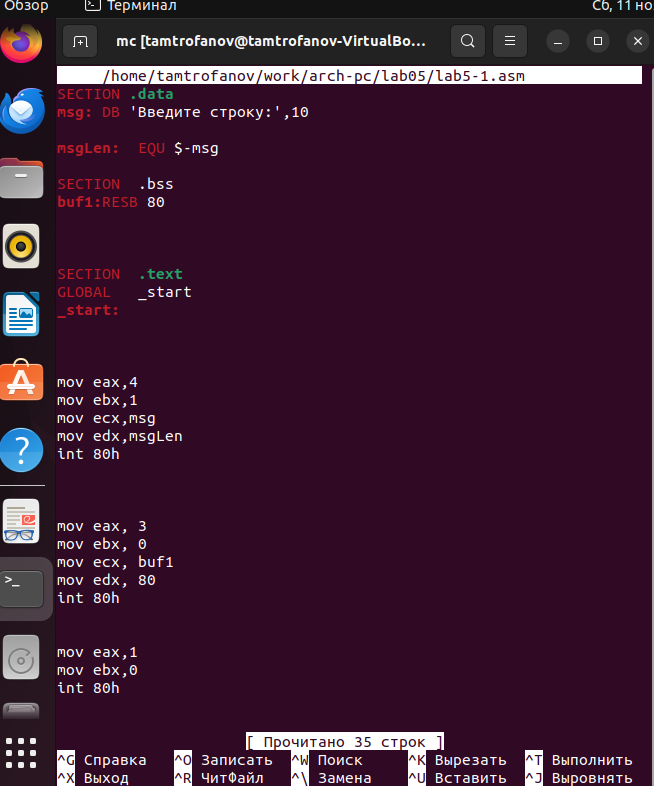 Обзор Терминал Сб, 11 но
mc [tamtrofanov@tamtrofanov-VirtualBo...
/home/tamtrofanov/work/arch-pc/lab05/lab5-1.asm
SECTION .data
msg: DB 'Введите строку:',10
msgLen: EQU $-msg
SECTION .bss
buf1:RESB 80
SECTION .text
GLOBAL _start
_start:
mov eax,4
mov ebx,1
mov ecx,msg
mov edx,msgLen
int 80h
mov eax, 3
mov ebx, 0
mov ecx, buf1
mov edx, 80
int 80h
mov eax,1
mov ebx,0
int 80h
[ Прочитано 35 строк ]
^G Справка ^O Записать ^W Поиск ^K Вырезать ^T Выполнить
^X Выход ^R ЧитФайл ^\ Замена ^U Вставить ^J Выровнять